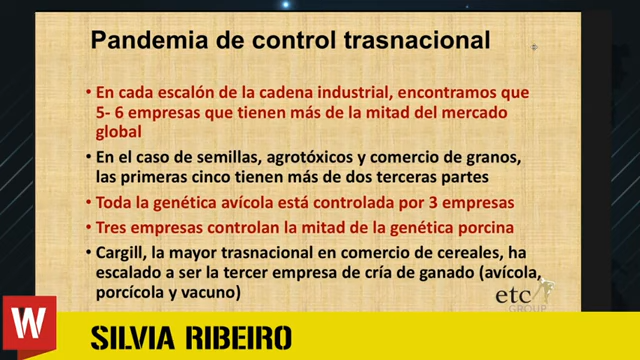 Pandemia de control trasnacional
• En cada escalón de la cadena industrial, encontramos que
5- 6 empresas que tienen más de la mitad del mercado
global
• En el caso de semillas, agrotóxicos y comercio de granos,
las primeras cinco tienen más de dos terceras partes
• Toda la genética avícola está controlada por 3 empresas
• Tres empresas controlan la mitad de la genética porcina
• Cargill, la mayor trasnacional en comercio de cereales, ha
escalado a ser la tercer empresa de cría de ganado (avícola,
porcícola y vacuno)
etc
GROUP
W
SILVIA RIBEIRO